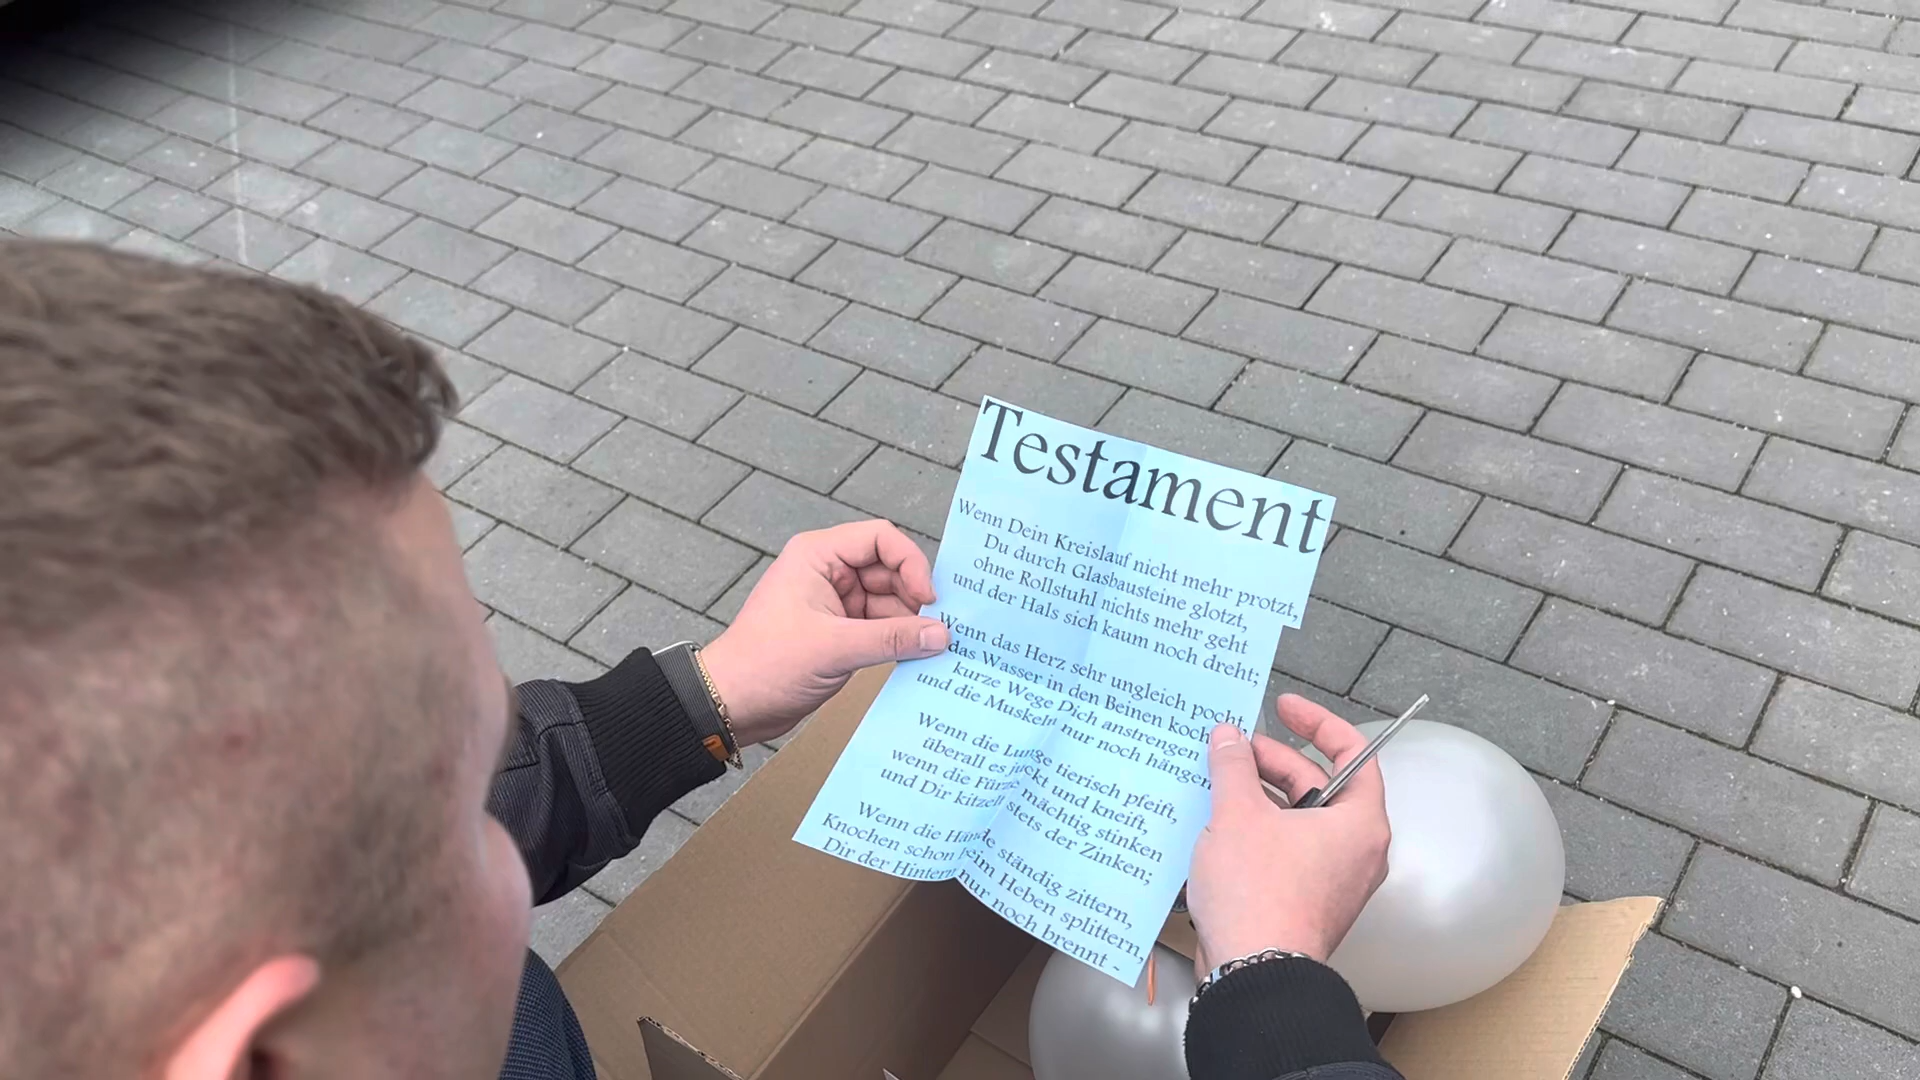 Testament
Wenn Dein Kreislauf nicht mehr protzt,
Du durch Glasbausteine glotzt,
ohne Rollstuhl nichts mehr geht
und der Hals sich kaum noch dreht;
Wenn das Herz sehr ungleich pocht,
das Wasser in den Beinen koch
kurze Wege Dich anstrengen
und die Muskeln nur noch hängen
Wenn die Lunge tierisch pfeift,
überall es juckt und kneift,
wenn die Fürze mächtig stinken
und Dir kitzelt stets der Zinken;
Wenn die Hände ständig zittern,
Knochen schon beim Heben splittern,
Dir der Hintern nur noch brennt -